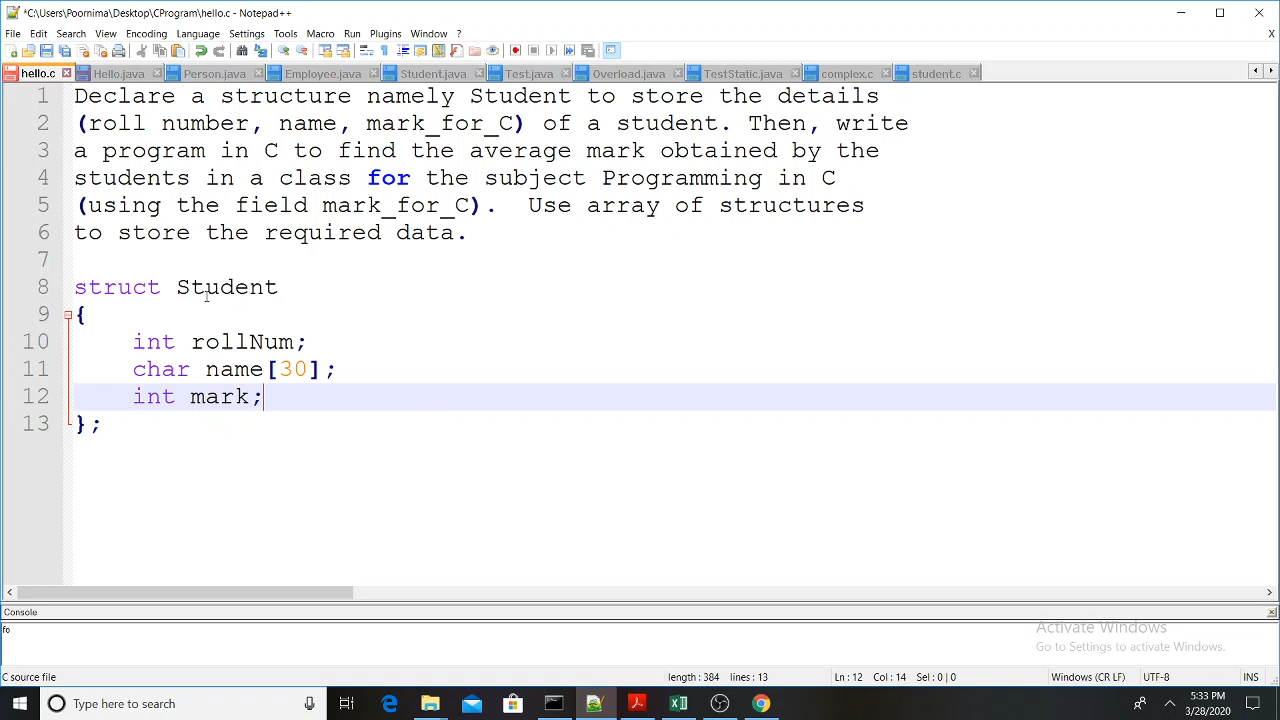 *C:\Users\Poornima\Desktop\CProgram\hello.c - Notepad++
File Edit Search View Encoding Language Settings Tools Macro Run Plugins Window ? X
hello.c Hello.java Person.java Employee.java Student.java Test.java Overload.java TestStatic.java complex.c student.c
1 Declare a structure namely Student to store the details
2 (roll number, name, mark_for_C) of a student. Then, write
3 a program in C to find the average mark obtained by the
4 students in a class for the subject Programming in C
5 (using the field mark_for_C).  Use array of structures
6 to store the required data.
7
8 struct Student
9 {
10     int rollNum;
11     char name[30];
12     int mark;
13 };
Console
fo
Activate Windows
Go to Settings to activate Windows.
C source file length : 384 lines : 13 Ln : 12 Col : 14 Sel : 0 | 0 Windows (CR LF) UTF-8 INS
Type here to search
5:33 PM
3/28/2020